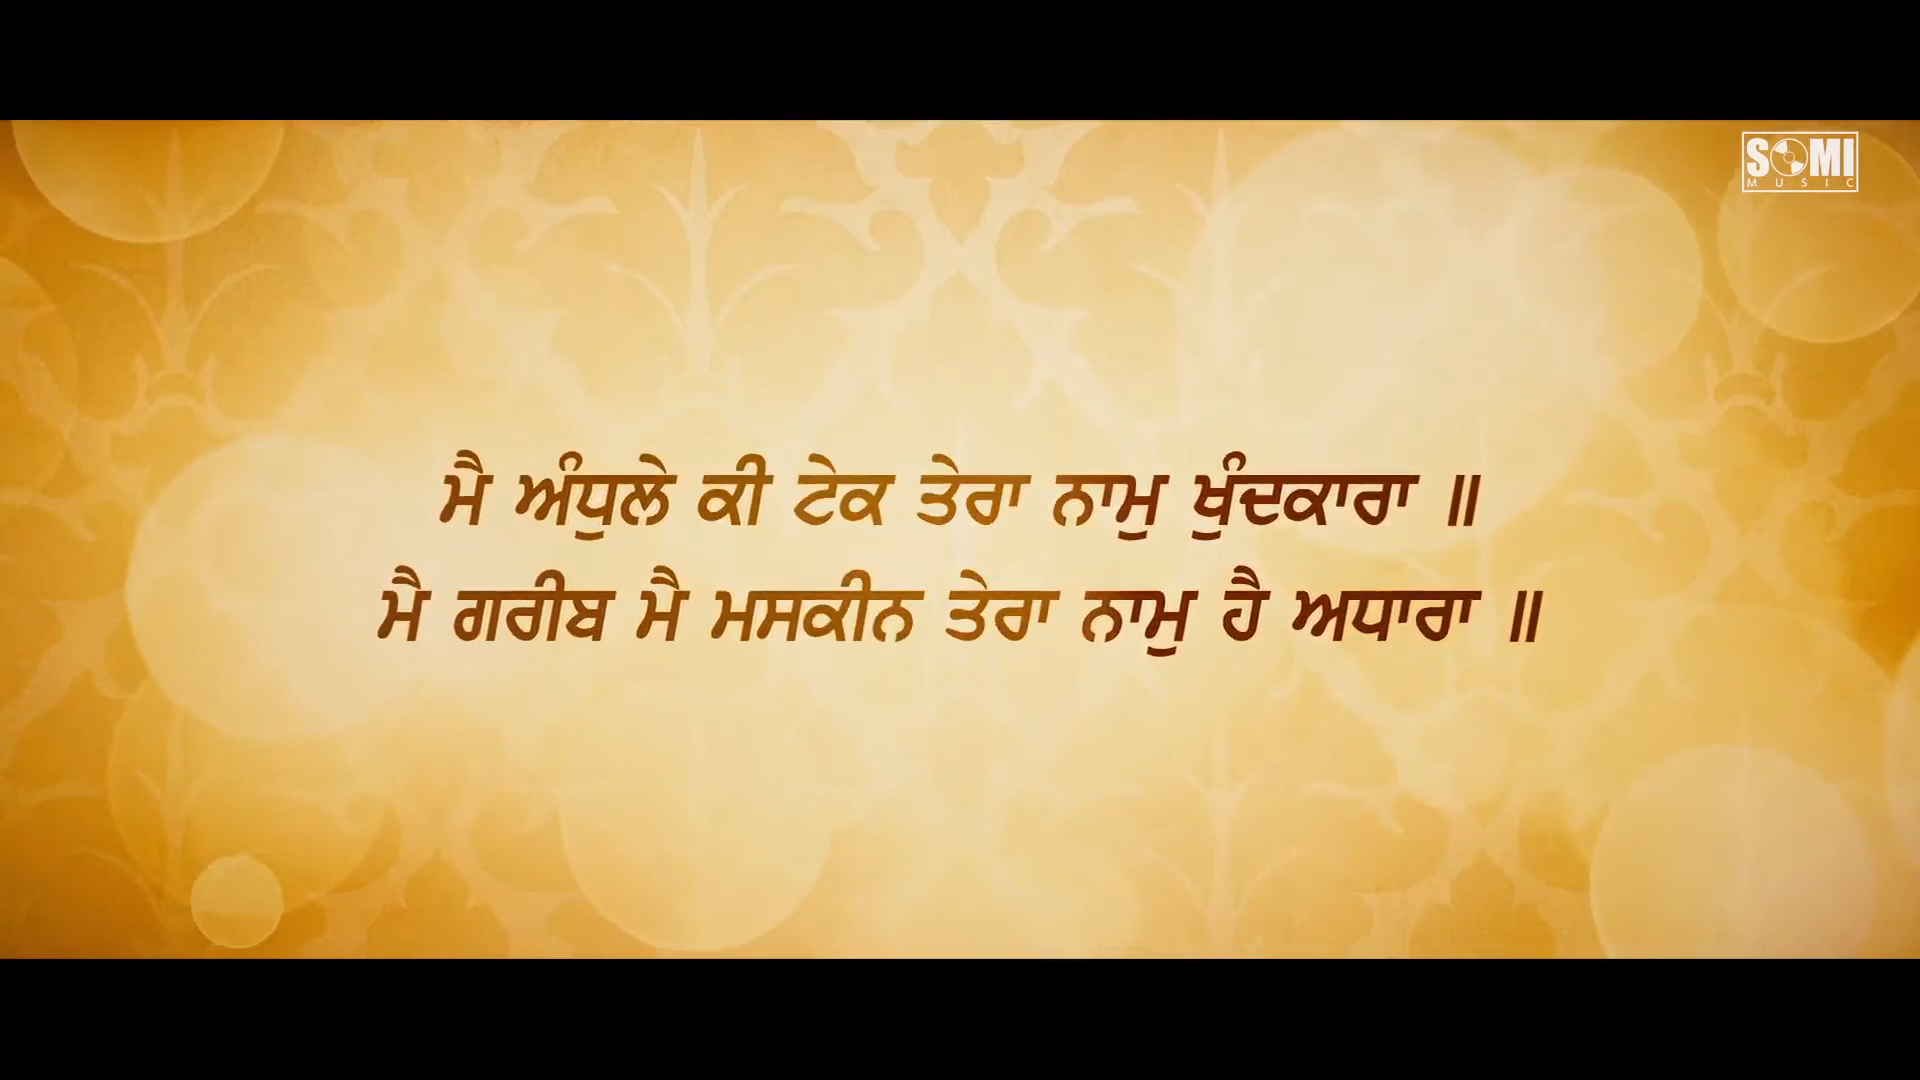 SOMI
MUSIC
ਮੈ ਅੰਧੁਲੇ ਕੀ ਟੇਕ ਤੇਰਾ ਨਾਮੁ ਖੁੰਦਕਾਰਾ ॥
ਮੈ ਗਰੀਬ ਮੈ ਮਸਕੀਨ ਤੇਰਾ ਨਾਮੁ ਹੈ ਅਧਾਰਾ ॥